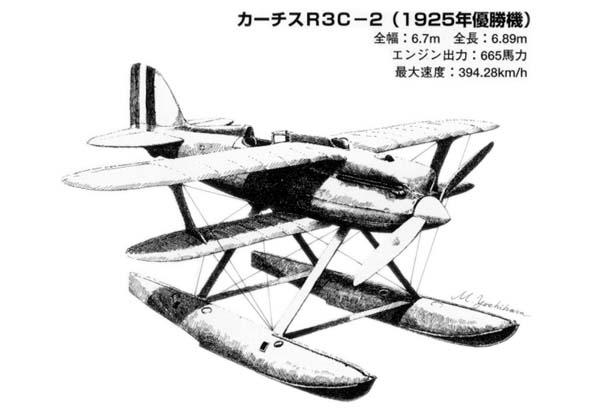 カーチスR3C－2（1925年優勝機）
全幅：6.7m　全長：6.89m
エンジン出力：665馬力
最大速度：394.28km/h
M. Yoshihara